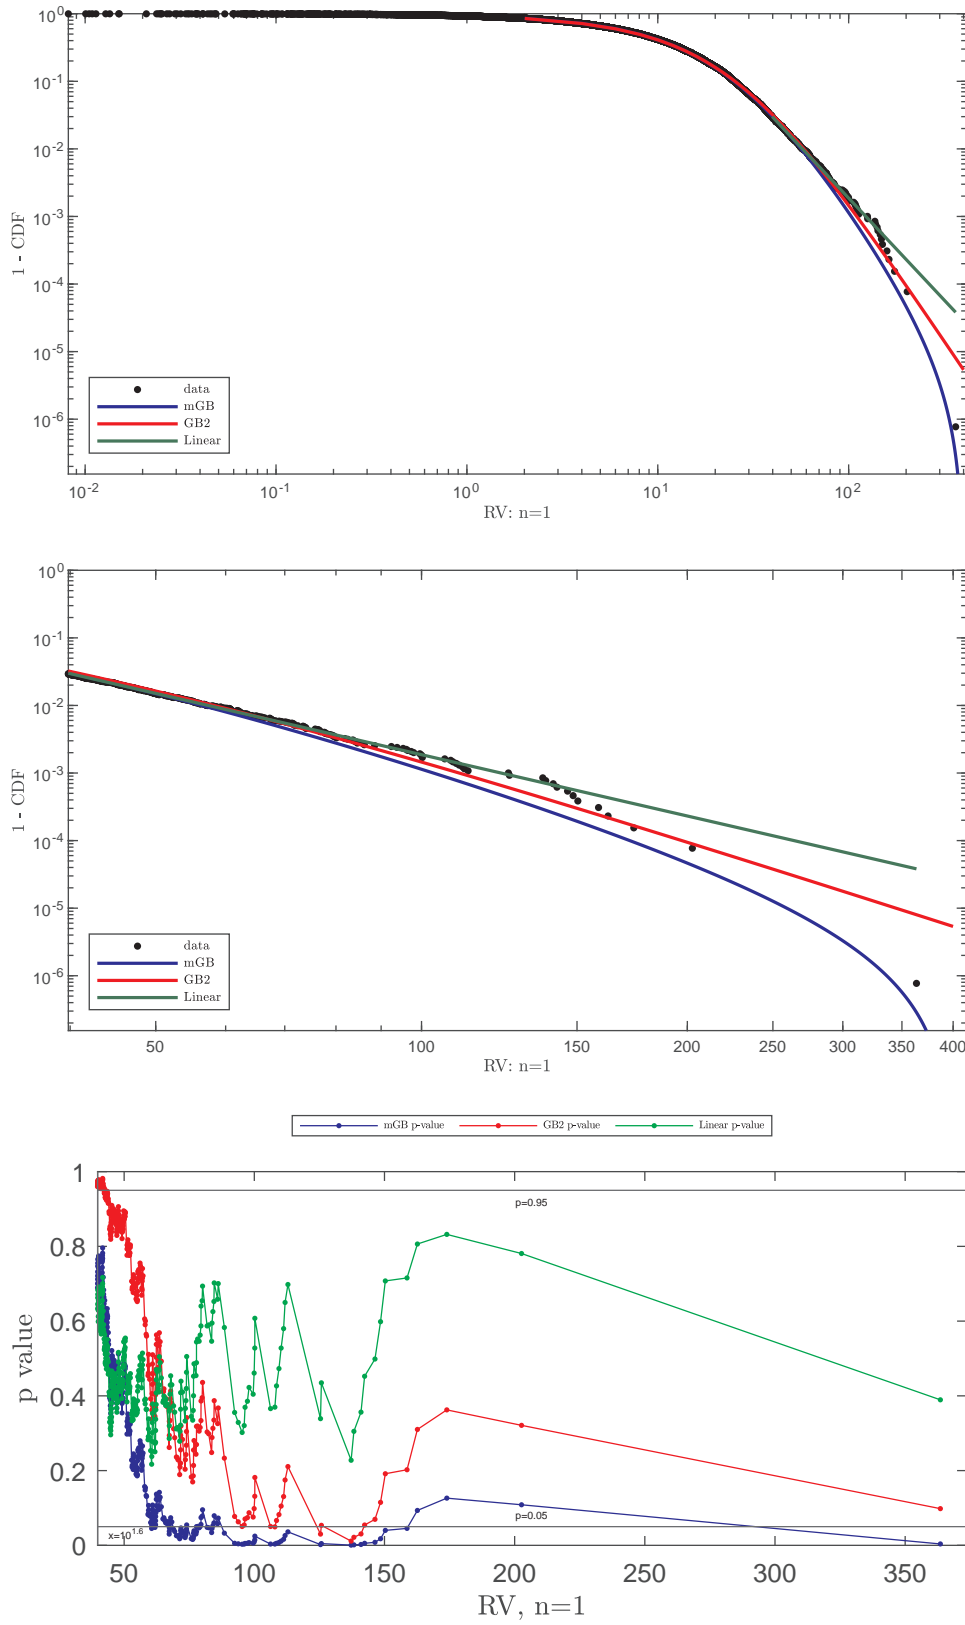 10^0
10^-1
10^-2
10^-3
10^-4
10^-5
10^-6
1 - CDF
data
mGB
GB2
Linear
10^-2 10^-1 10^0 10^1 10^2
RV: n=1
10^0
10^-1
10^-2
10^-3
10^-4
10^-5
10^-6
1 - CDF
data
mGB
GB2
Linear
50 100 150 200 250 300 350 400
RV: n=1
mGB p-value GB2 p-value Linear p-value
1
0.8
0.6
0.4
0.2
0
p value
p=0.95
p=0.05
x=10^1.6
50 100 150 200 250 300 350
RV, n=1